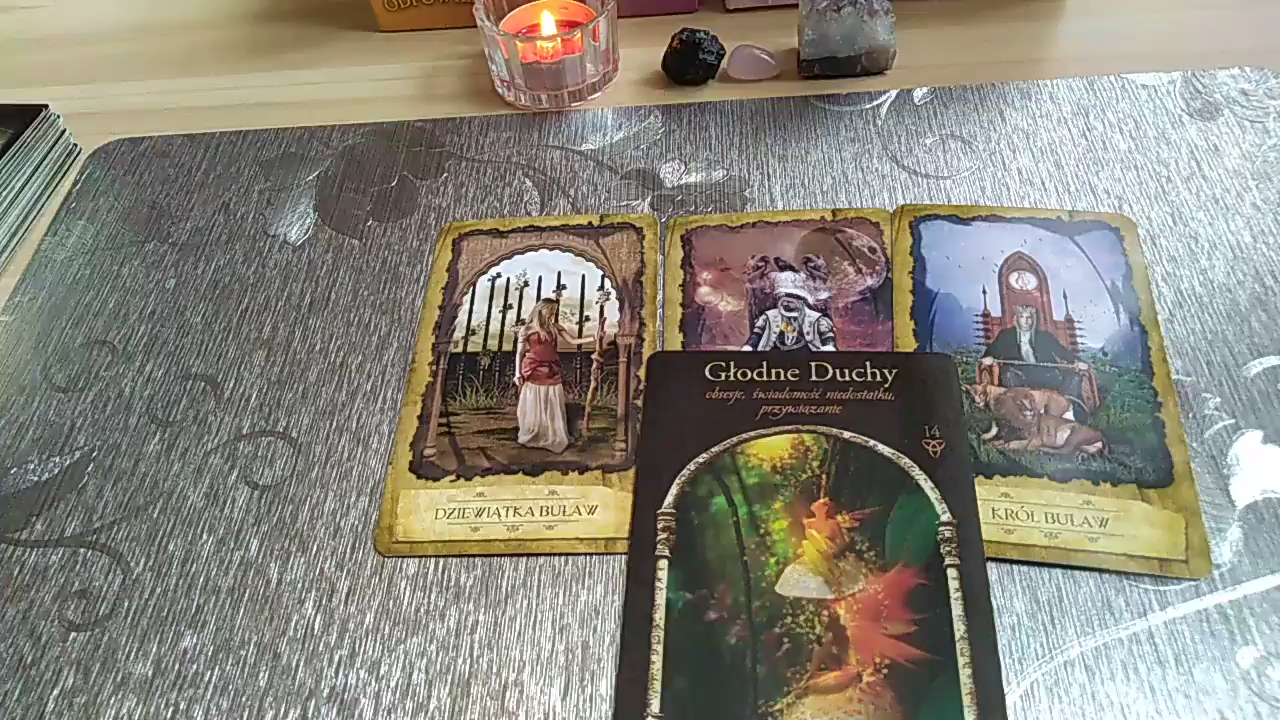 Głodne Duchy
obsesje, świadomość niedostatku,
przywiązanie
14
DZIEWIĄTKA BUŁAW
KRÓL BUŁAW